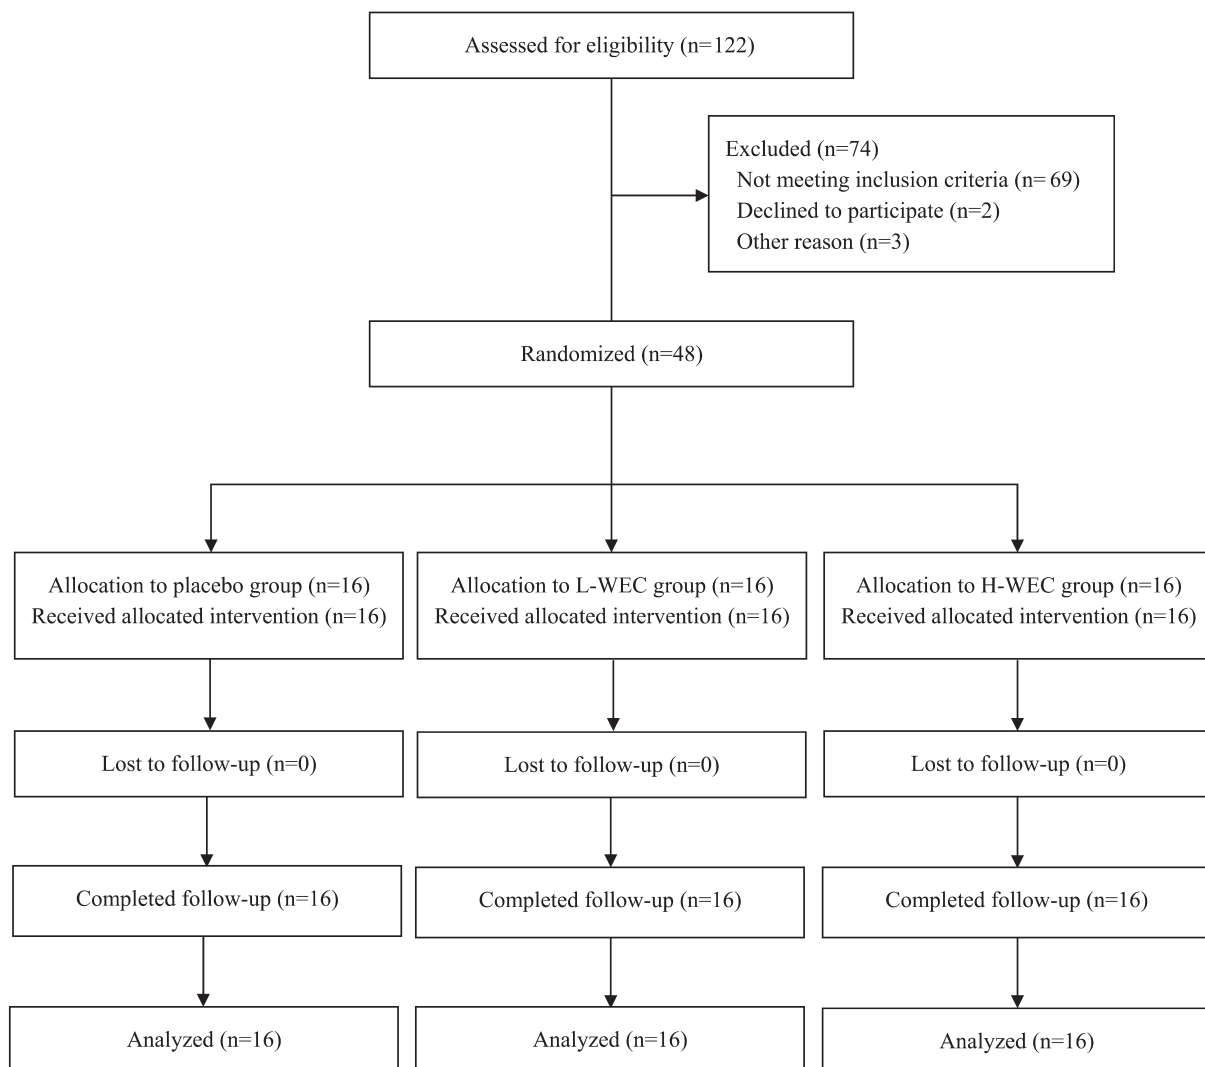 Assessed for eligibility (n=122)
Excluded (n=74)
Not meeting inclusion criteria (n= 69)
Declined to participate (n=2)
Other reason (n=3)
Randomized (n=48)
Allocation to placebo group (n=16)
Received allocated intervention (n=16)
Allocation to L-WEC group (n=16)
Received allocated intervention (n=16)
Allocation to H-WEC group (n=16)
Received allocated intervention (n=16)
Lost to follow-up (n=0)
Lost to follow-up (n=0)
Lost to follow-up (n=0)
Completed follow-up (n=16)
Completed follow-up (n=16)
Completed follow-up (n=16)
Analyzed (n=16)
Analyzed (n=16)
Analyzed (n=16)